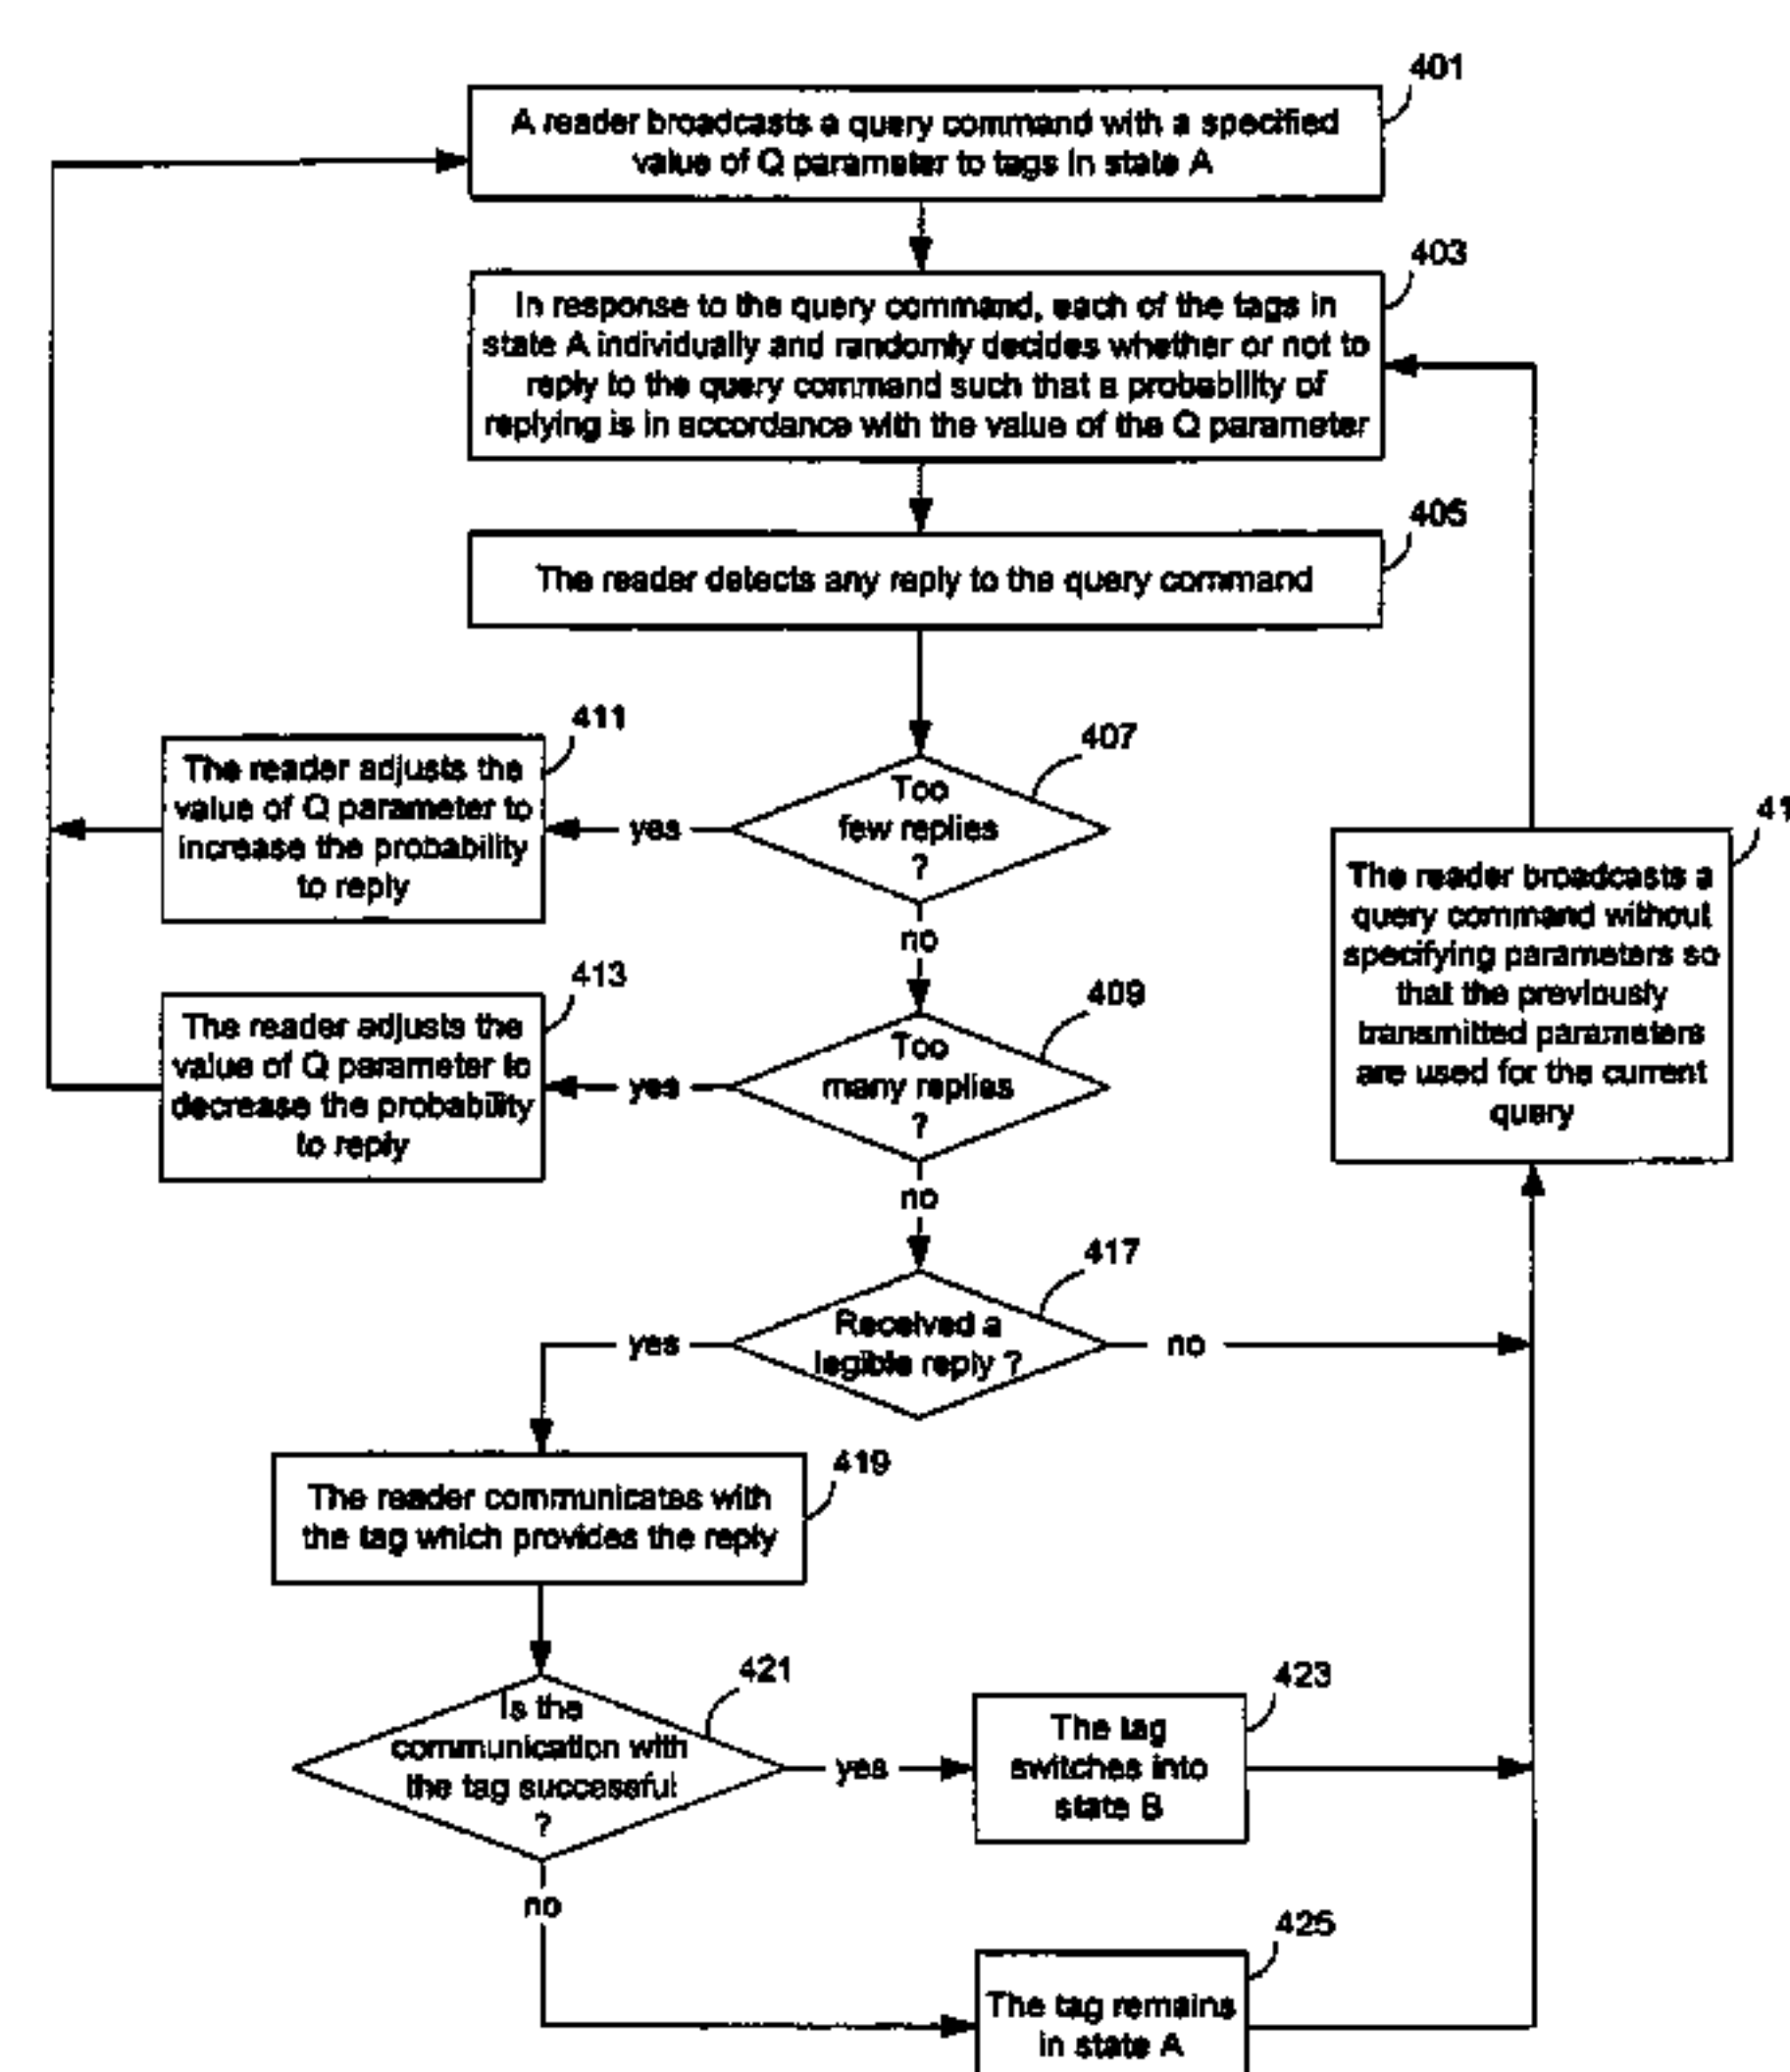 401
A reader broadcasts a query command with a specified
value of Q parameter to tags in state A
403
In response to the query command, each of the tags in
state A individually and randomly decides whether or not to
reply to the query command such that a probability of
replying is in accordance with the value of the Q parameter
405
The reader detects any reply to the query command
407
Too
few replies
?
yes
no
411
The reader adjusts the
value of Q parameter to
increase the probability
to reply
409
Too
many replies
?
yes
no
413
The reader adjusts the
value of Q parameter to
decrease the probability
to reply
41
The reader broadcasts a
query command without
specifying parameters so
that the previously
transmitted parameters
are used for the current
query
417
Received a
legible reply ?
yes
no
419
The reader communicates with
the tag which provides the reply
421
Is the
communication with
the tag successful
?
yes
no
423
The tag
switches into
state B
425
The tag remains
in state A